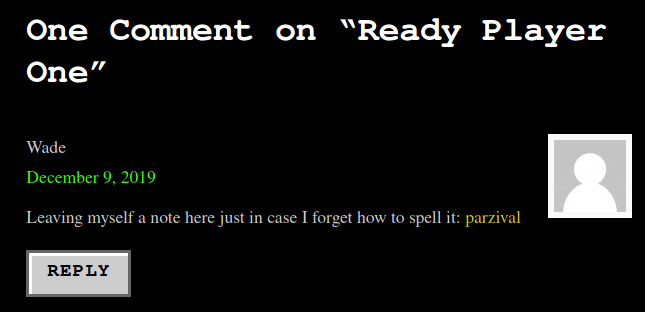 One Comment on “Ready Player
One”
Wade
December 9, 2019
Leaving myself a note here just in case I forget how to spell it: parzival
REPLY